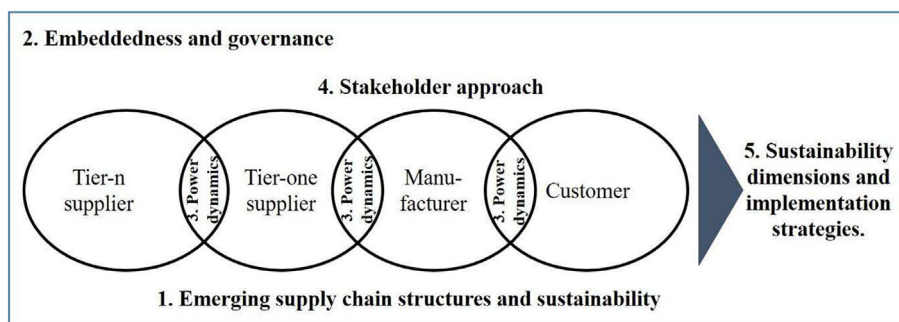 2. Embeddedness and governance
4. Stakeholder approach
Tier-n
supplier
3. Power
dynamics
Tier-one
supplier
3. Power
dynamics
Manu-
facturer
3. Power
dynamics
Customer
5. Sustainability
dimensions and
implementation
strategies.
1. Emerging supply chain structures and sustainability